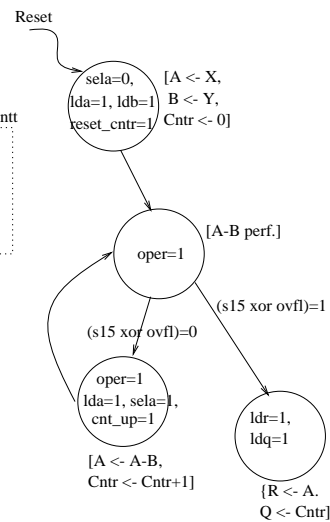 Reset
sela=0,
lda=1, ldb=1
reset_cntr=1
[A <- X,
B <- Y,
Cntr <- 0]
ntt
oper=1
[A-B perf.]
(s15 xor ovfl)=0
(s15 xor ovfl)=1
oper=1
lda=1, sela=1,
cnt_up=1
[A <- A-B,
Cntr <- Cntr+1]
ldr=1,
ldq=1
{R <- A.
Q <- Cntr]